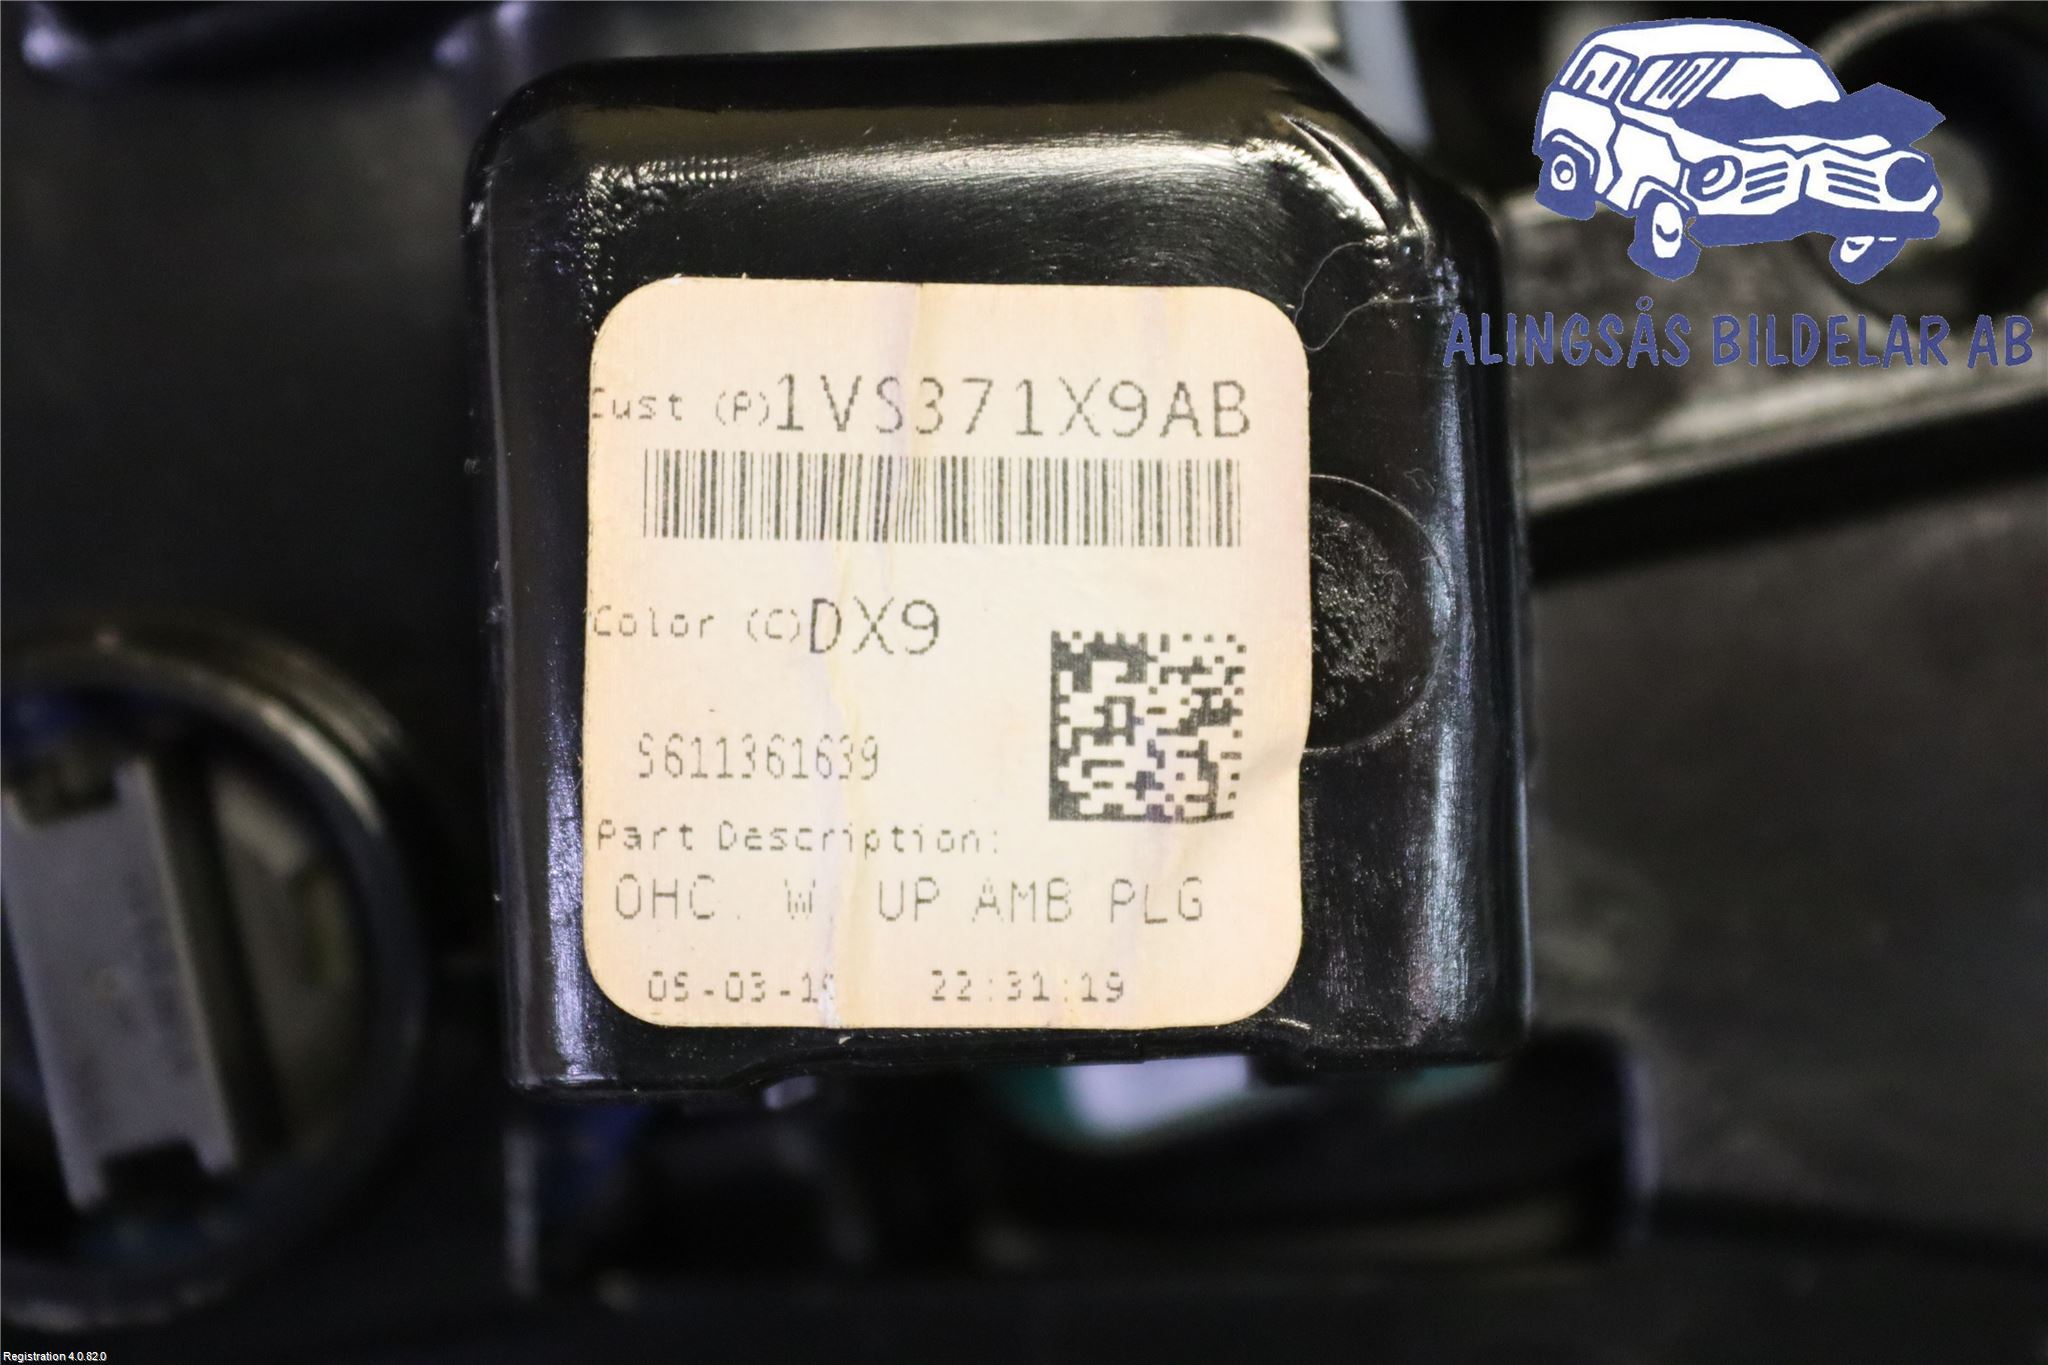 ALINGSÅS BILDELAR AB
Cust (P)1VS371X9AB
Color (C)DX9
S611361639
Part Description:
OHC. W. UP AMB PLG
22:31:19
Registration 4.0.82.0